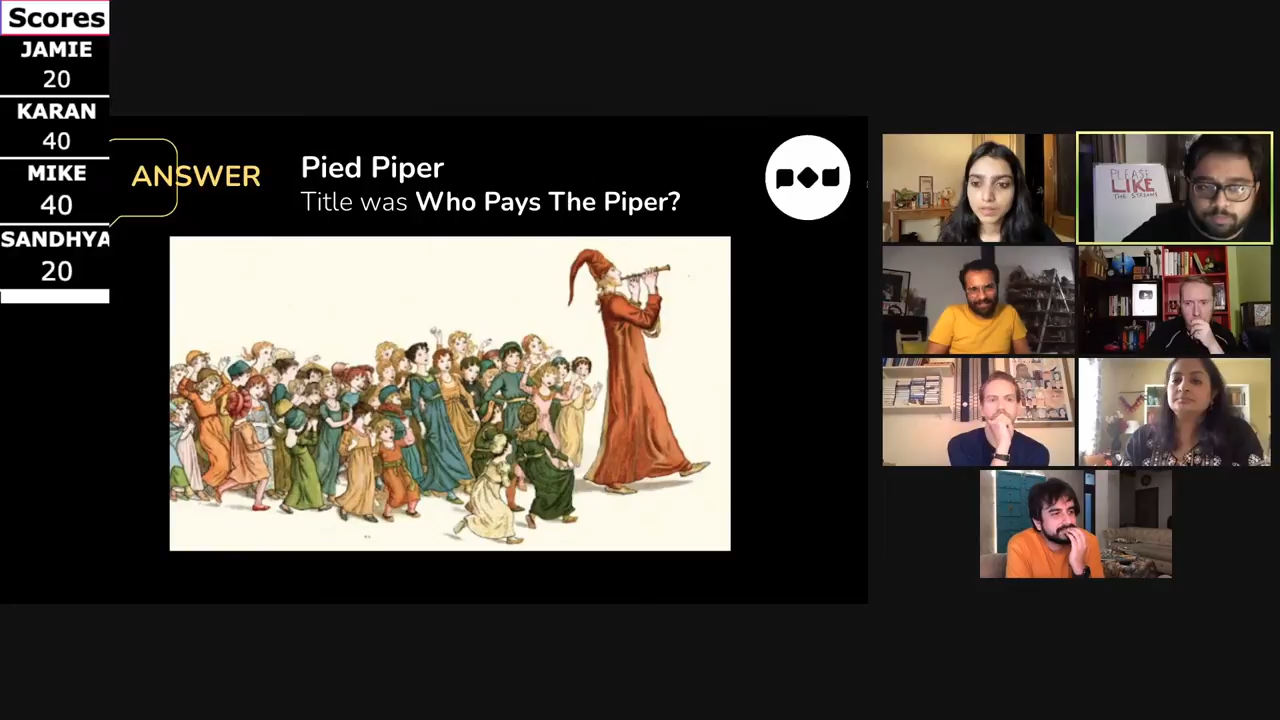 Scores
JAMIE
20
KARAN
40
MIKE
40
SANDHYA
20
ANSWER
Pied Piper
Title was Who Pays The Piper?
PLEASE
LIKE
THE STREAM